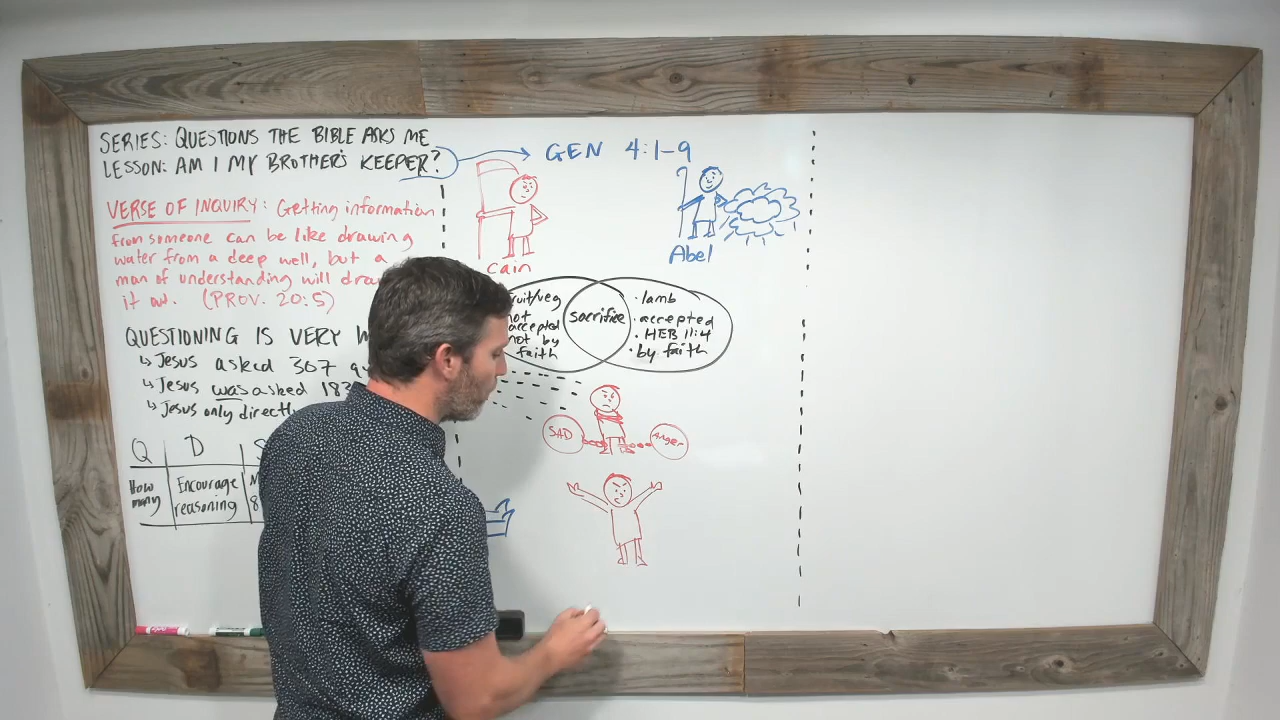 SERIES: QUESTIONS THE BIBLE ASKS ME
LESSON: AM I MY BROTHER'S KEEPER?
GEN 4:1-9
VERSE OF INQUIRY: Getting information
from someone can be like drawing
water from a deep well, but a
man of understanding will
it out. (PROV. 20:5)
QUESTIONING IS VERY
↳ Jesus asked 307
↳ Jesus was asked 183
↳ Jesus only
Q D
How many
Encourage reasoning
Cain
Abel
fruit/veg
not
accepted
not by
faith
sacrifice
• lamb
• accepted
• HEB 11:4
• by faith
SAD
Anger